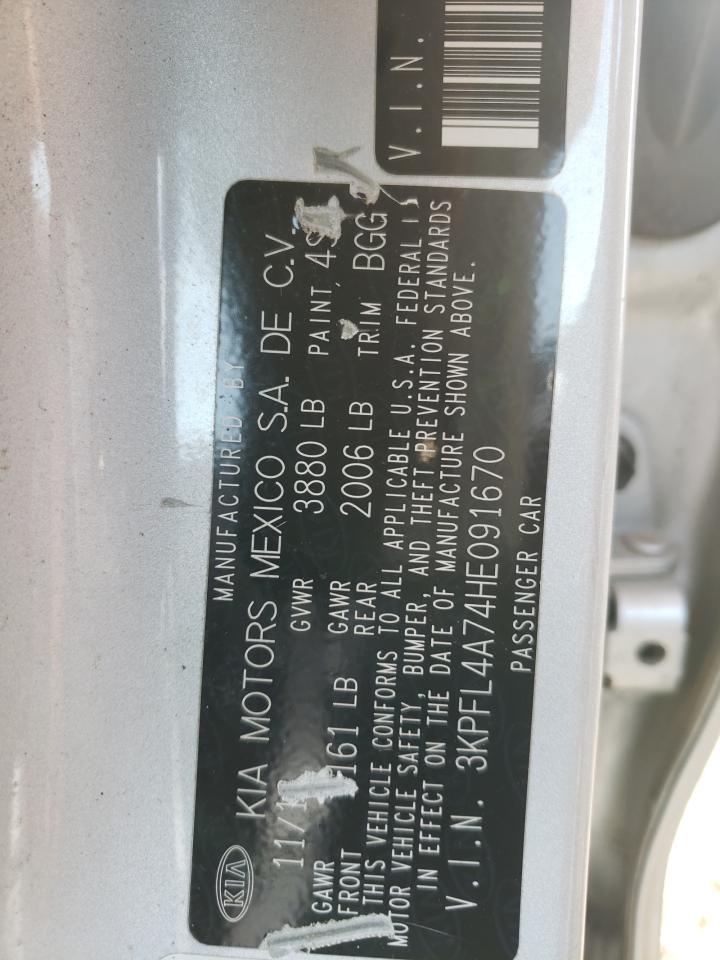 V.I.N.
MANUFACTURED BY
KIA KIA MOTORS MEXICO S.A. DE C.V.
11/ GVWR 3880 LB PAINT
GAWR FRONT 161 LB GAWR REAR 2006 LB TRIM BGG
THIS VEHICLE CONFORMS TO ALL APPLICABLE U.S.A. FEDERAL
MOTOR VEHICLE SAFETY, BUMPER, AND THEFT PREVENTION STANDARDS
IN EFFECT ON THE DATE OF MANUFACTURE SHOWN ABOVE.
V.I.N. 3KPFL4A74HE091670
PASSENGER CAR